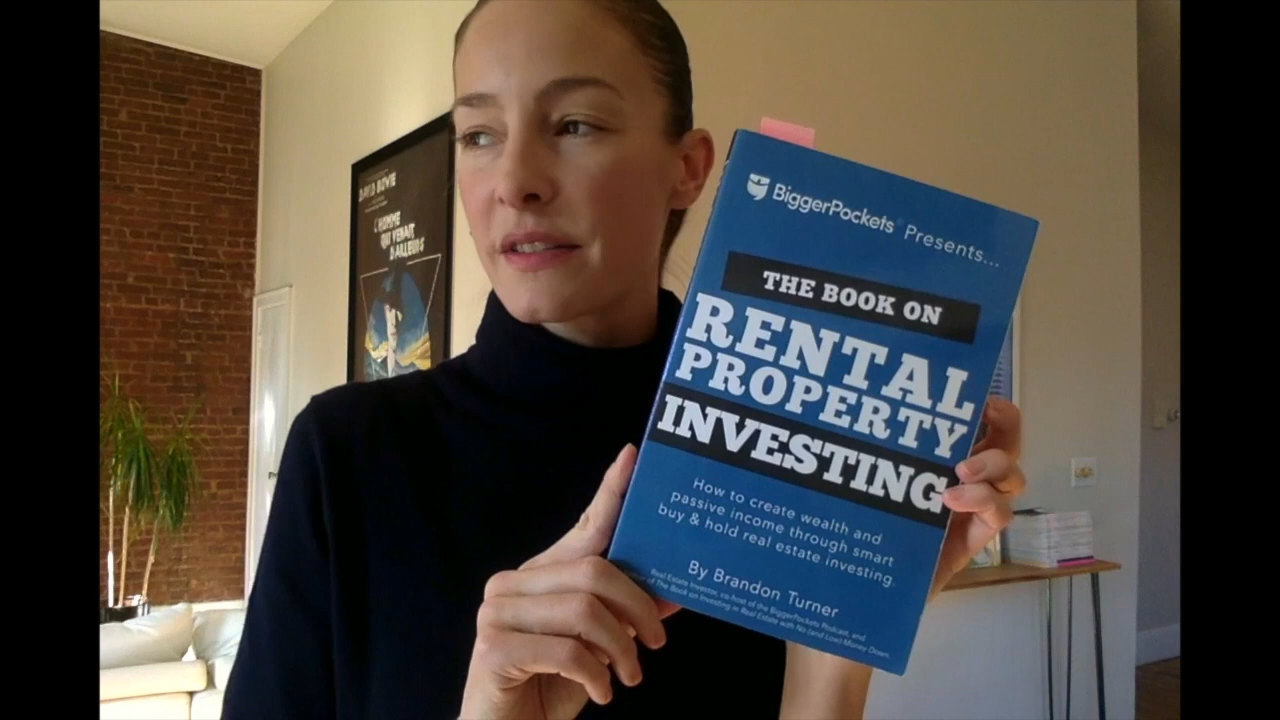 DAVID BOWIE
L'HOMME
QUI VENAIT
D'AILLEURS
BiggerPockets® Presents...
THE BOOK ON
RENTAL
PROPERTY
INVESTING
How to create wealth and
passive income through smart
buy & hold real estate investing.
By Brandon Turner
Real Estate Investor, co-host of the BiggerPockets Podcast, and
of The Book on Investing in Real Estate with No (and Low) Money Down.